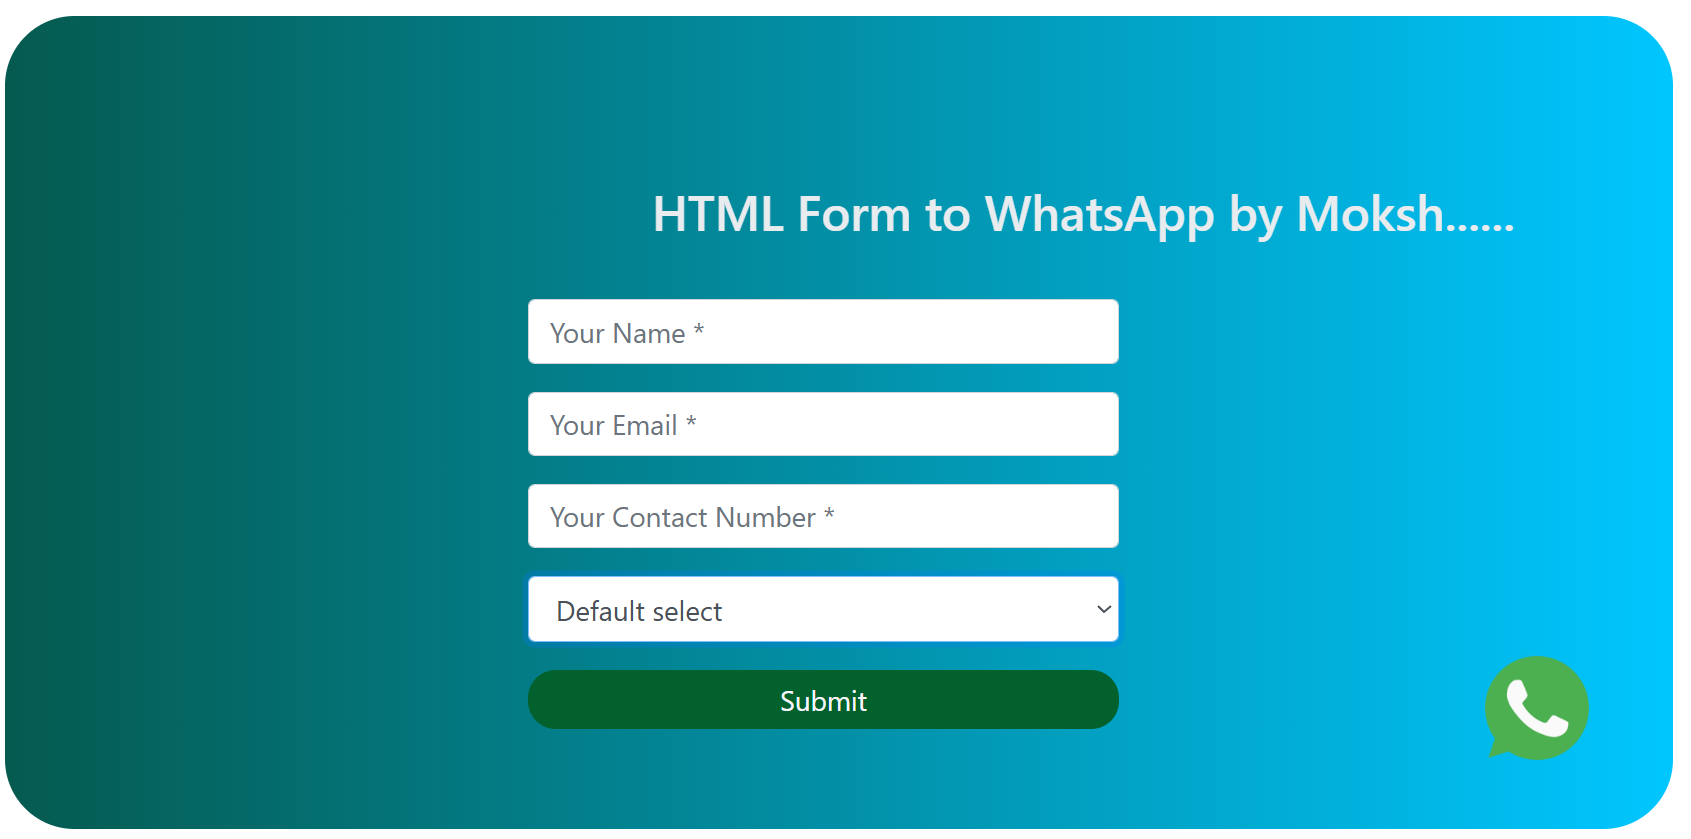 HTML Form to WhatsApp by Moksh......
Your Name *
Your Email *
Your Contact Number *
Default select
Submit